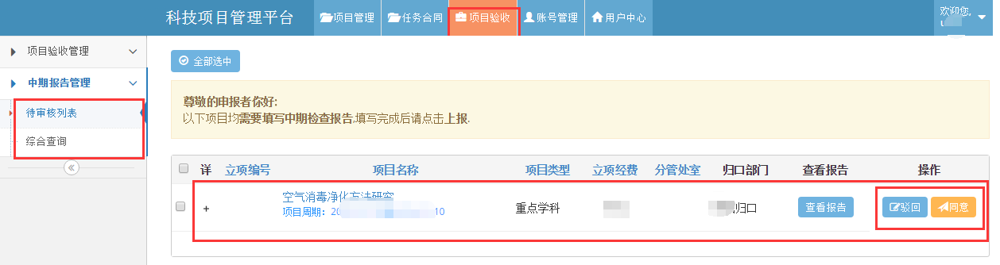 科技项目管理平台
项目管理
任务合同
项目验收
账号管理
用户中心
欢迎您,
项目验收管理
中期报告管理
待审核列表
综合查询
全部选中
尊敬的申报者你好:
以下项目均需要填写中期检查报告,填写完成后请点击上报.
详 立项编号 项目名称 项目类型 立项经费 分管处室 归口部门 查看报告 操作
空气消毒净化方法研究
项目周期: 20 10
重点学科
归口
查看报告
驳回
同意